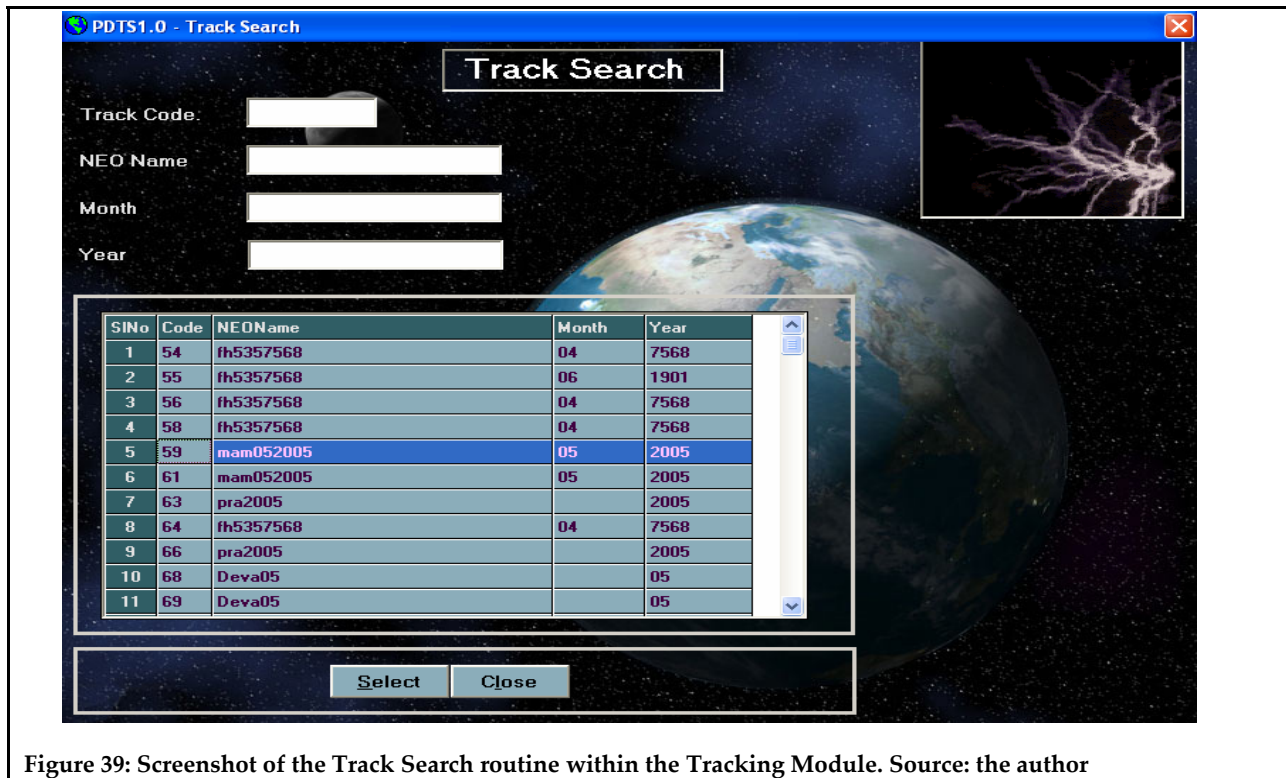 PDTS1.0 - Track Search
Track Search
Track Code:
NEO Name
Month
Year
SlNo Code NEOName Month Year
1 54 fh5357568 04 7568
2 55 fh5357568 06 1901
3 56 fh5357568 04 7568
4 58 fh5357568 04 7568
5 59 mam052005 05 2005
6 61 mam052005 05 2005
7 63 pra2005 2005
8 64 fh5357568 04 7568
9 66 pra2005 2005
10 68 Deva05 05
11 69 Deva05 05
Select Close
Figure 39: Screenshot of the Track Search routine within the Tracking Module. Source: the author